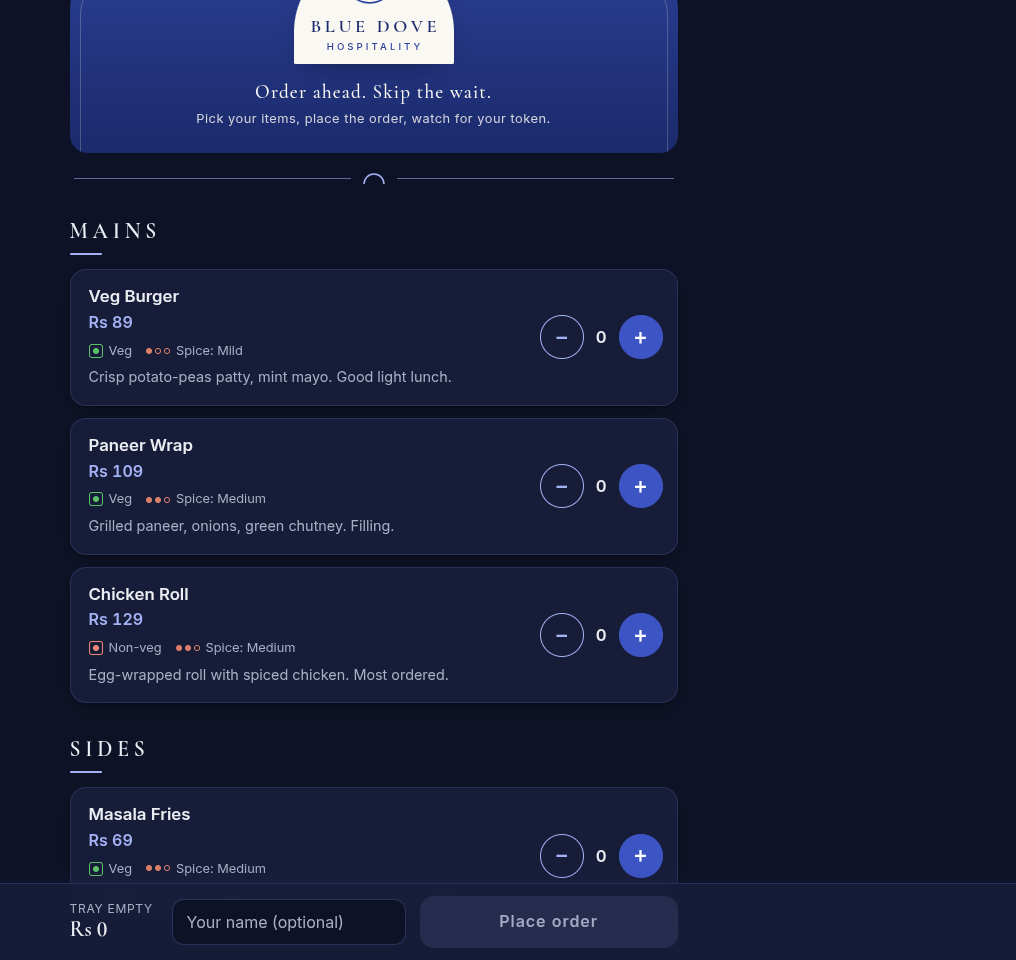 BLUE DOVE
HOSPITALITY
Order ahead. Skip the wait.
Pick your items, place the order, watch for your token.
MAINS
Veg Burger
Rs 89
Veg Spice: Mild
Crisp potato-peas patty, mint mayo. Good light lunch.
− 0 +
Paneer Wrap
Rs 109
Veg Spice: Medium
Grilled paneer, onions, green chutney. Filling.
− 0 +
Chicken Roll
Rs 129
Non-veg Spice: Medium
Egg-wrapped roll with spiced chicken. Most ordered.
− 0 +
SIDES
Masala Fries
Rs 69
Veg Spice: Medium
− 0 +
TRAY EMPTY
Rs 0
Your name (optional)
Place order